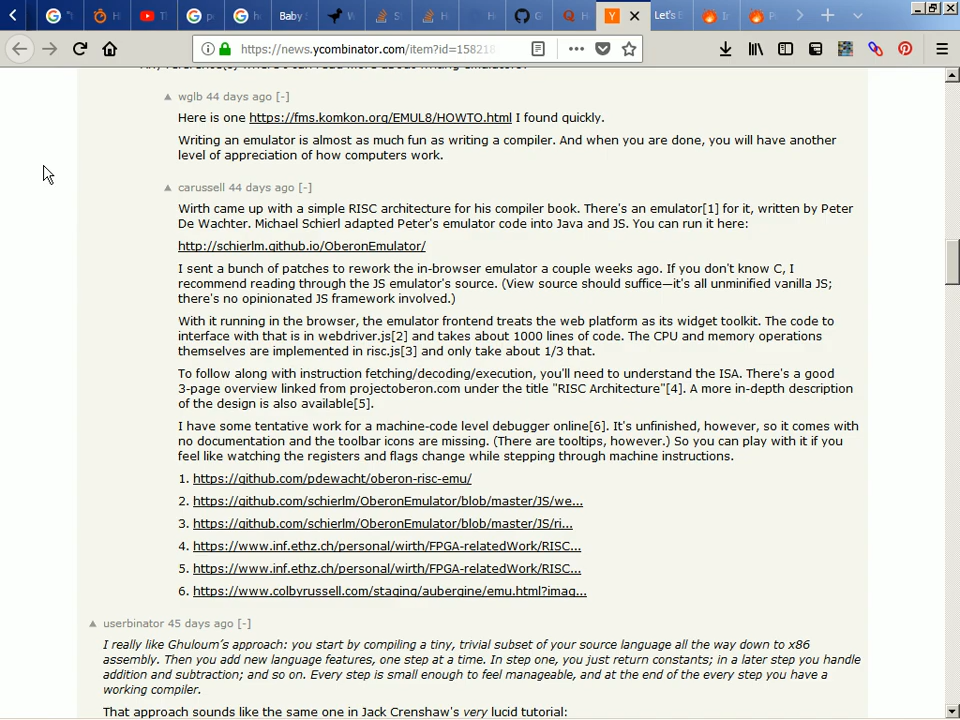 Baby
Let's
https://news.ycombinator.com/item?id=15821
wglb 44 days ago [-]
Here is one https://fms.komkon.org/EMUL8/HOWTO.html I found quickly.
Writing an emulator is almost as much fun as writing a compiler. And when you are done, you will have another
level of appreciation of how computers work.
carussell 44 days ago [-]
Wirth came up with a simple RISC architecture for his compiler book. There's an emulator[1] for it, written by Peter
De Wachter. Michael Schierl adapted Peter's emulator code into Java and JS. You can run it here:
http://schierlm.github.io/OberonEmulator/
I sent a bunch of patches to rework the in-browser emulator a couple weeks ago. If you don't know C, I
recommend reading through the JS emulator's source. (View source should suffice—it's all unminified vanilla JS;
there's no opinionated JS framework involved.)
With it running in the browser, the emulator frontend treats the web platform as its widget toolkit. The code to
interface with that is in webdriver.js[2] and takes about 1000 lines of code. The CPU and memory operations
themselves are implemented in risc.js[3] and only take about 1/3 that.
To follow along with instruction fetching/decoding/execution, you'll need to understand the ISA. There's a good
3-page overview linked from projectoberon.com under the title "RISC Architecture"[4]. A more in-depth description
of the design is also available[5].
I have some tentative work for a machine-code level debugger online[6]. It's unfinished, however, so it comes with
no documentation and the toolbar icons are missing. (There are tooltips, however.) So you can play with it if you
feel like watching the registers and flags change while stepping through machine instructions.
1. https://github.com/pdewacht/oberon-risc-emu/
2. https://github.com/schierlm/OberonEmulator/blob/master/JS/we...
3. https://github.com/schierlm/OberonEmulator/blob/master/JS/ri...
4. https://www.inf.ethz.ch/personal/wirth/FPGA-relatedWork/RISC...
5. https://www.inf.ethz.ch/personal/wirth/FPGA-relatedWork/RISC...
6. https://www.colbyrussell.com/staging/aubergine/emu.html?imag...
userbinator 45 days ago [-]
I really like Ghuloum's approach: you start by compiling a tiny, trivial subset of your source language all the way down to x86
assembly. Then you add new language features, one step at a time. In step one, you just return constants; in a later step you handle
addition and subtraction; and so on. Every step is small enough to feel manageable, and at the end of the every step you have a
working compiler.
That approach sounds like the same one in Jack Crenshaw's very lucid tutorial: